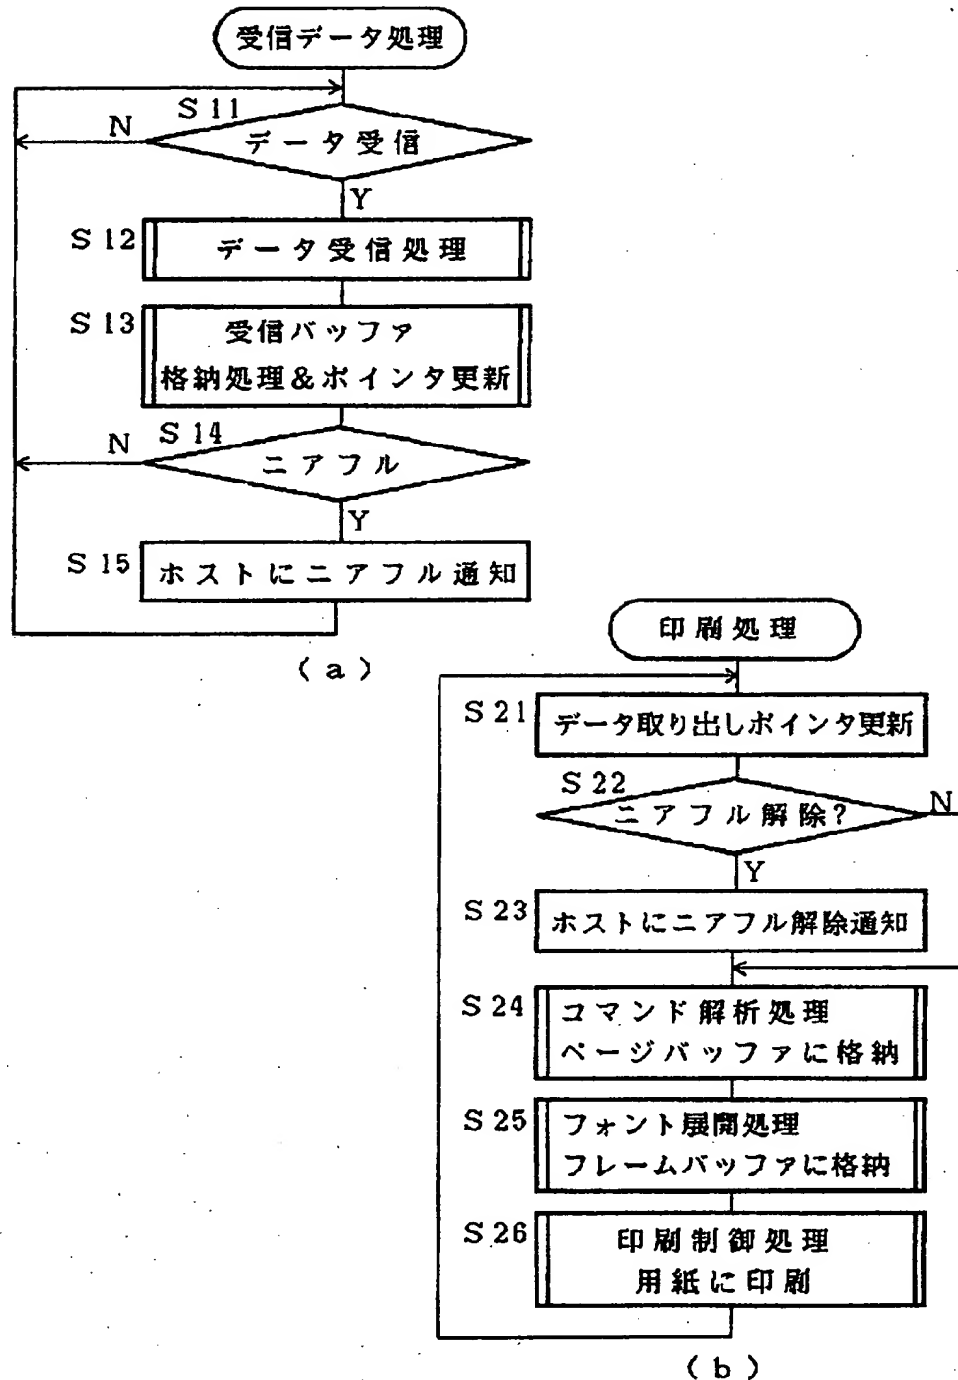 受信データ処理
S11
N
データ受信
Y
S12
データ受信処理
S13
受信バッファ
格納処理&ポインタ更新
N
S14
ニアフル
Y
S15
ホストにニアフル通知
(a)
印刷処理
S21
データ取り出しポインタ更新
S22
ニアフル解除?
N
Y
S23
ホストにニアフル解除通知
S24
コマンド解析処理
ページバッファに格納
S25
フォント展開処理
フレームバッファに格納
S26
印刷制御処理
用紙に印刷
(b)